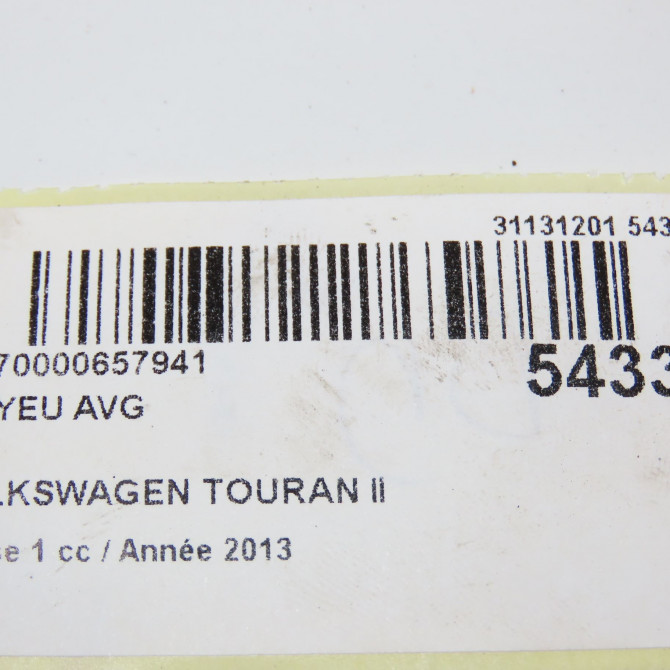 31131201 543
70000657941
5433
YEU AVG
LKSWAGEN TOURAN II
se 1 cc / Année 2013